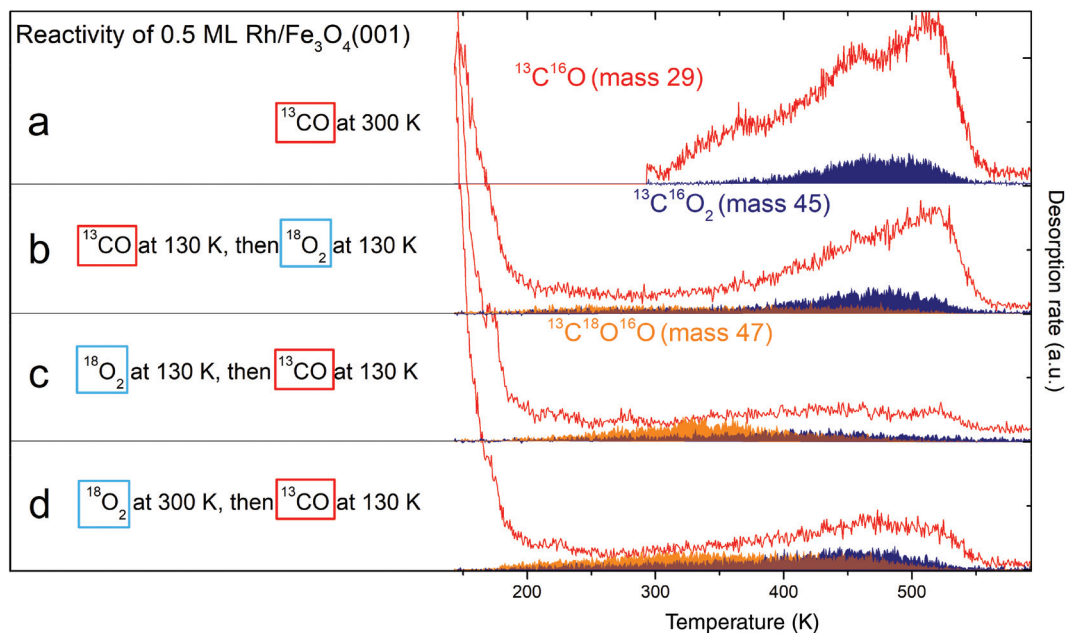 Reactivity of 0.5 ML Rh/Fe₃O₄(001)
¹³C¹⁶O (mass 29)
a ¹³CO at 300 K
¹³C¹⁶O₂ (mass 45)
b ¹³CO at 130 K, then ¹⁸O₂ at 130 K
¹³C¹⁸O¹⁶O (mass 47)
c ¹⁸O₂ at 130 K, then ¹³CO at 130 K
d ¹⁸O₂ at 300 K, then ¹³CO at 130 K
Desorption rate (a.u.)
200 300 400 500
Temperature (K)